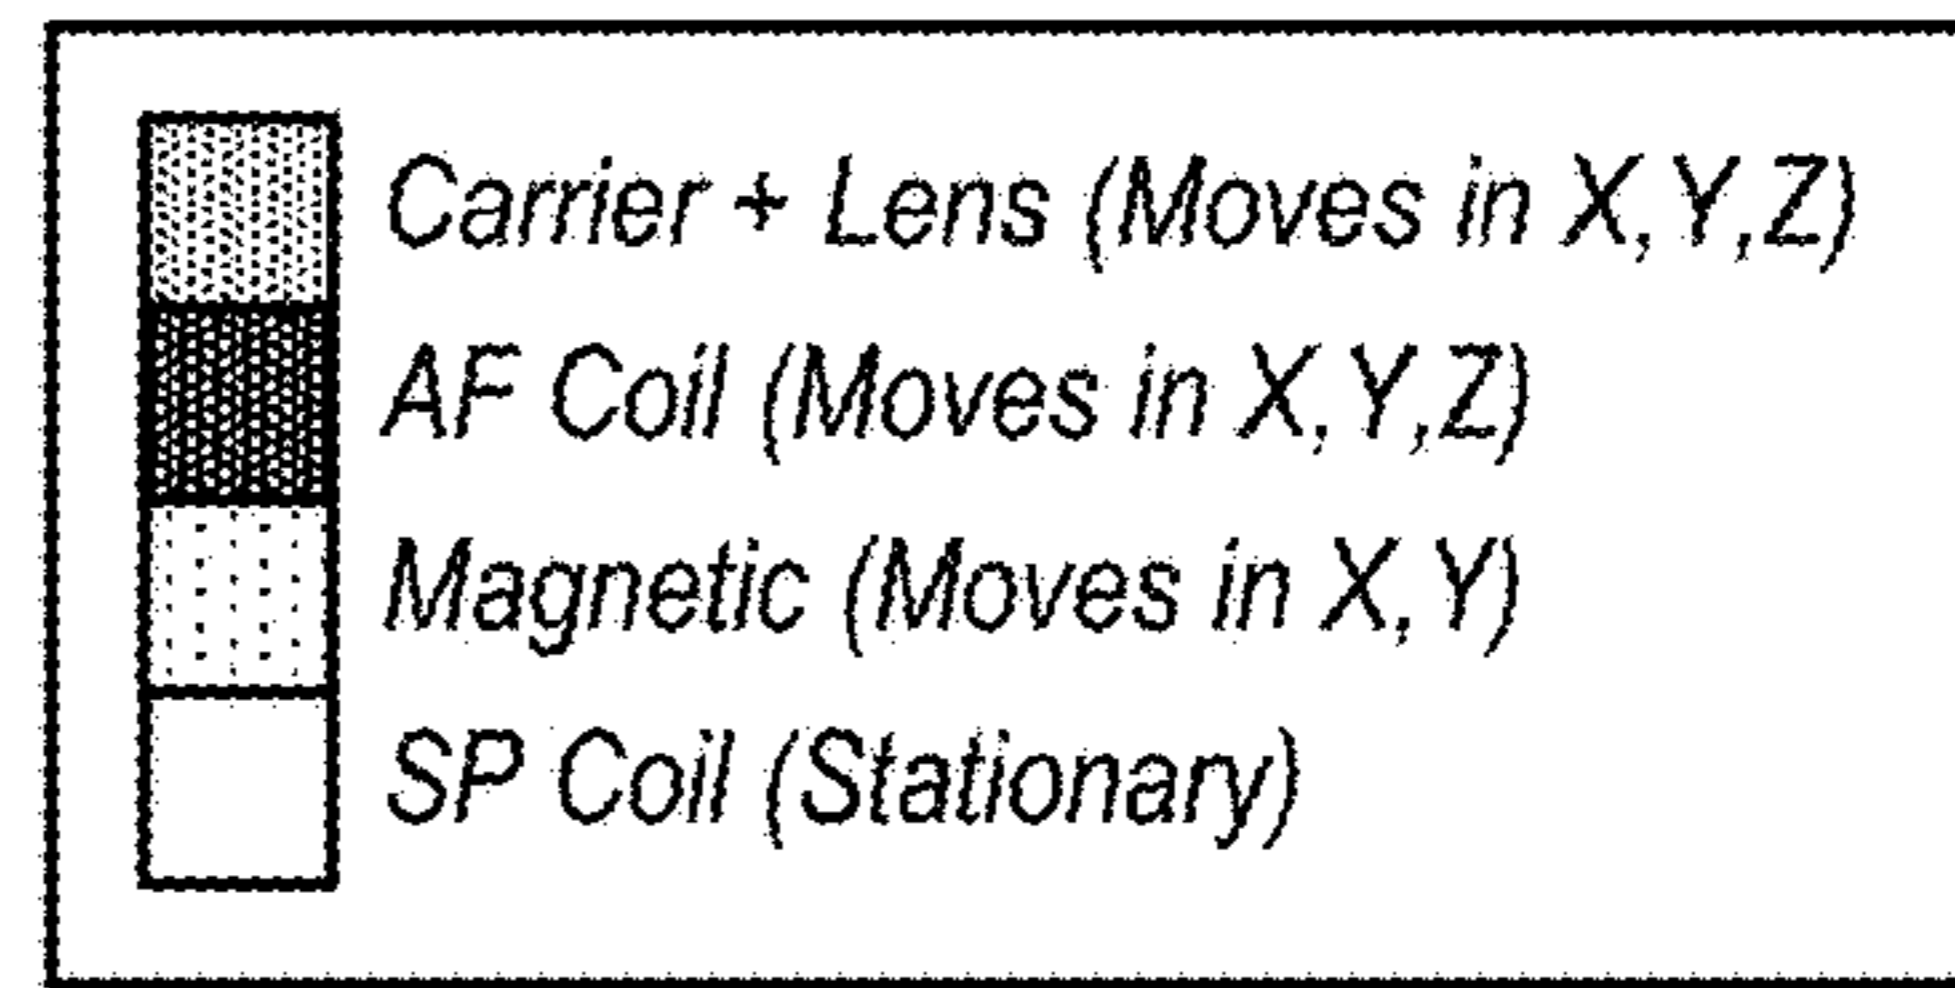 Carrier + Lens (Moves in X,Y,Z)
AF Coil (Moves in X,Y,Z)
Magnetic (Moves in X,Y)
SP Coil (Stationary)